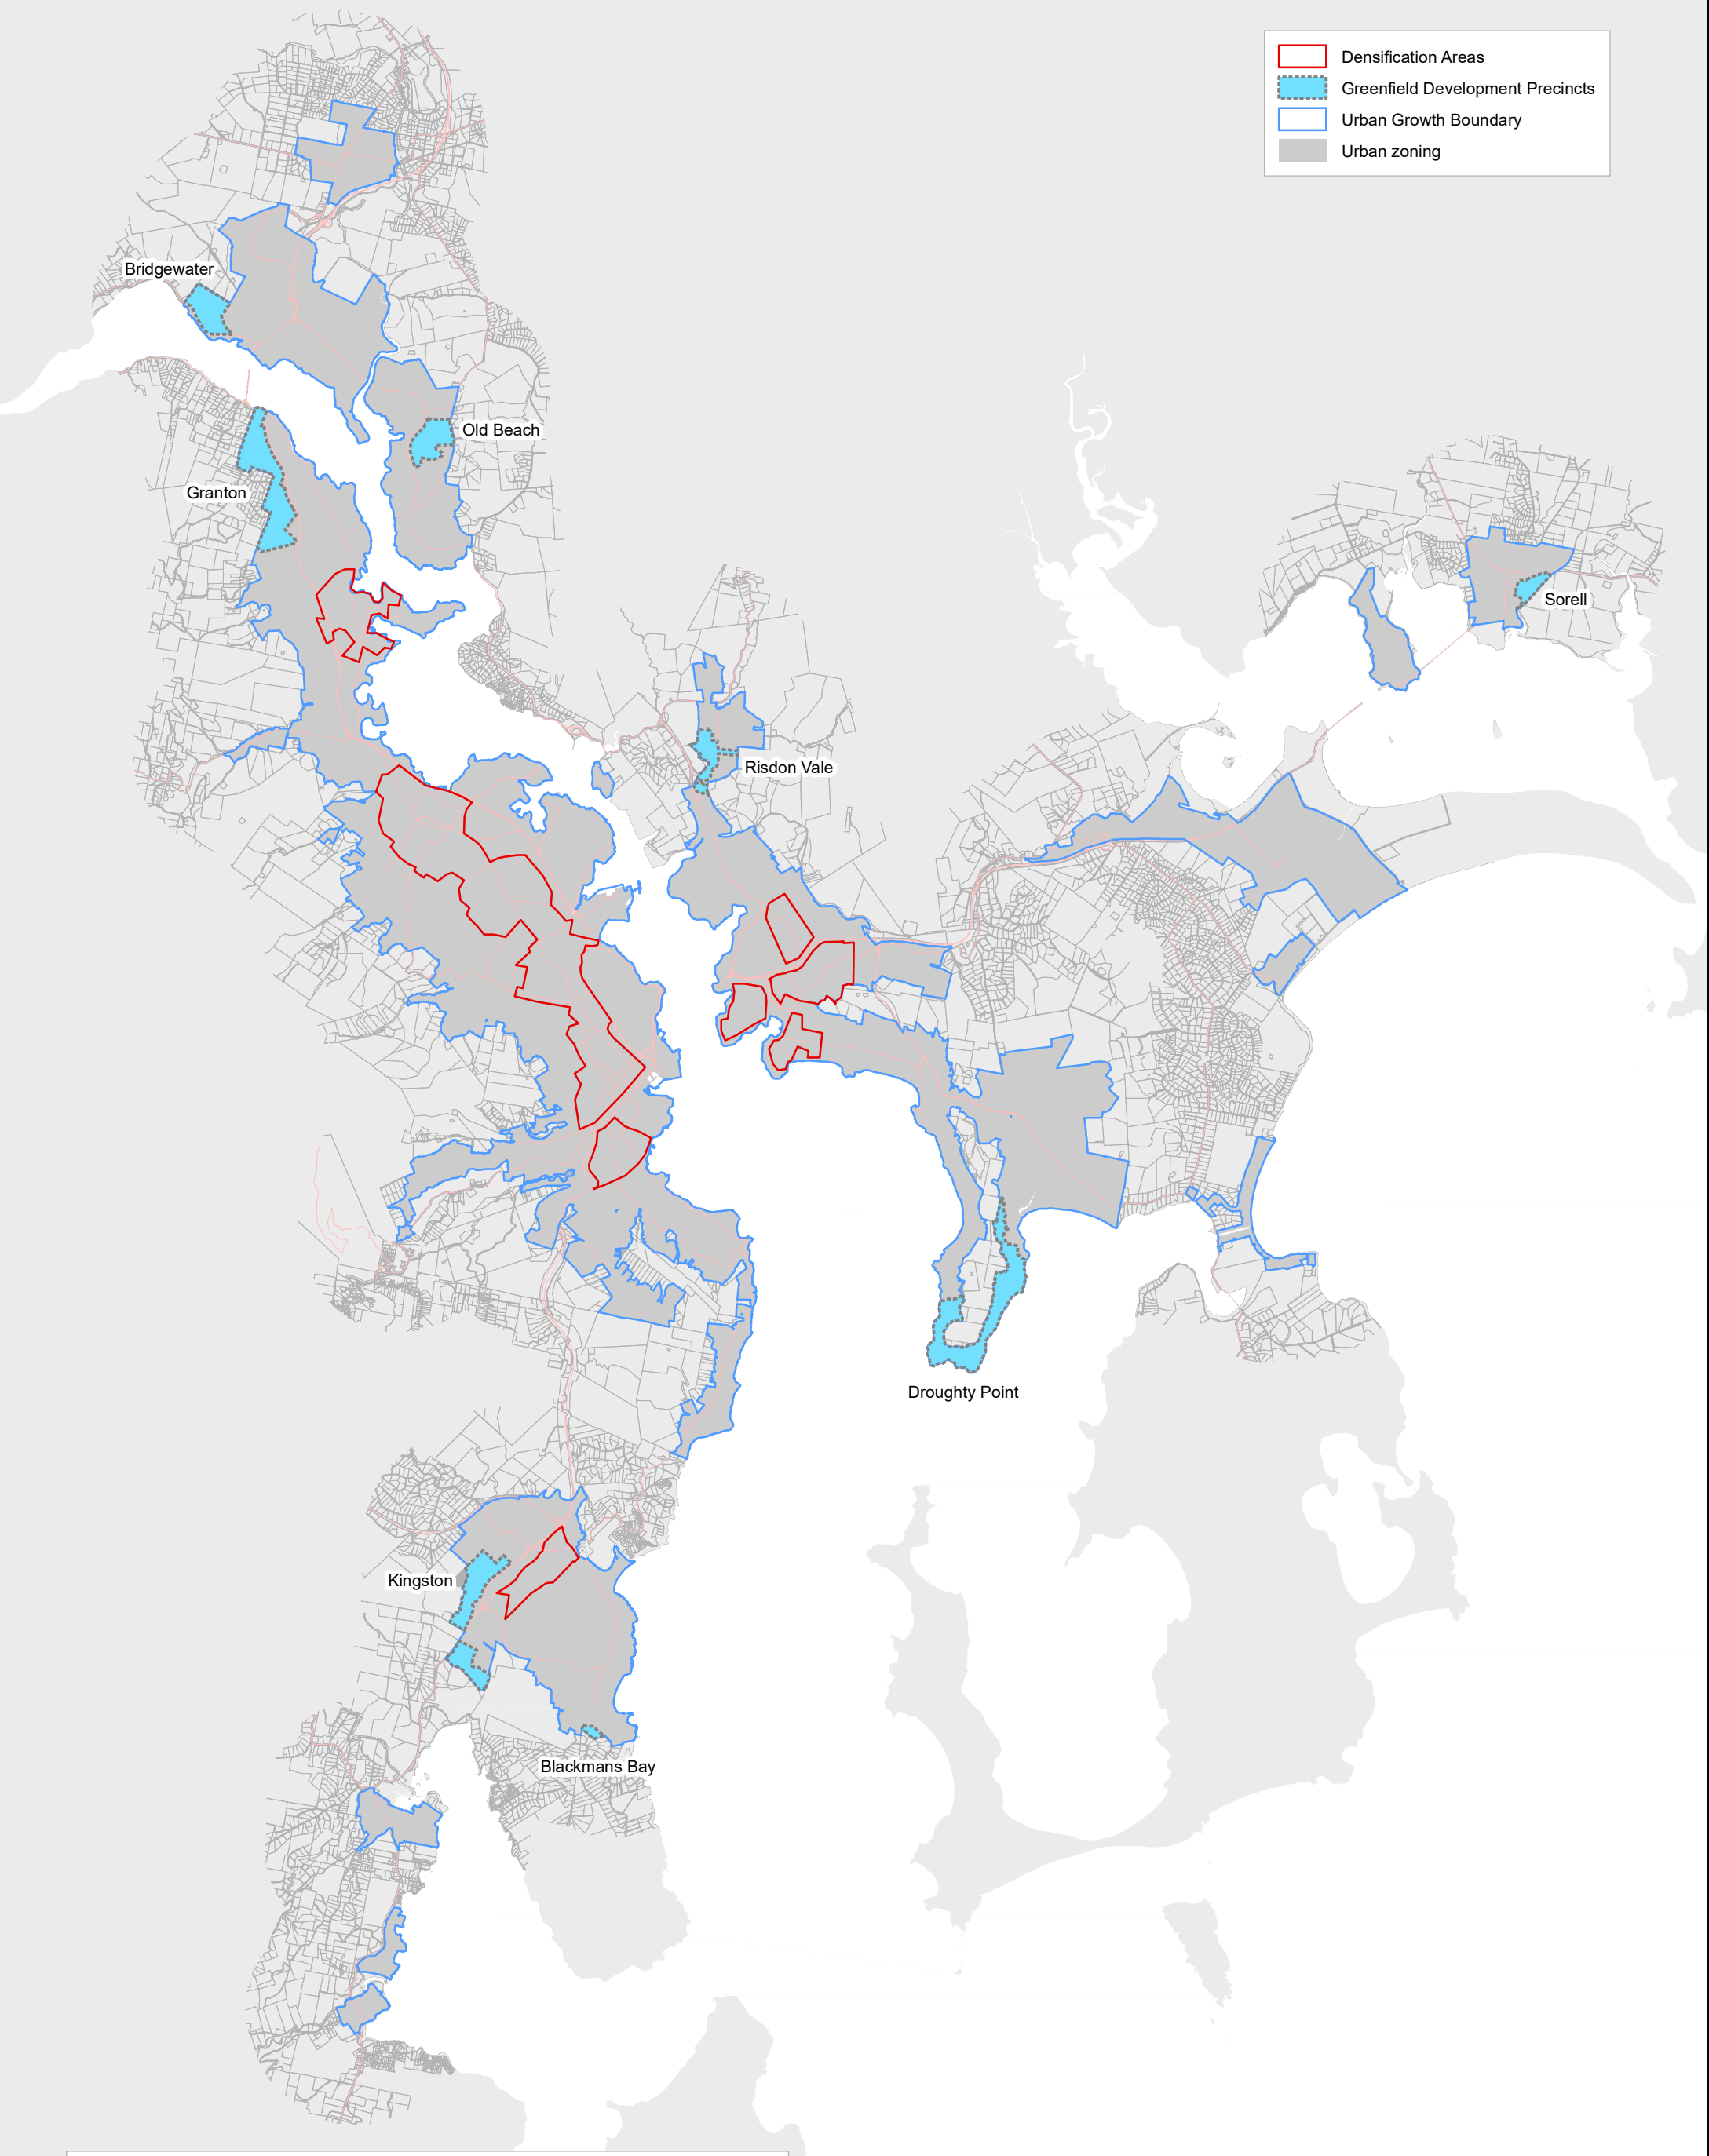 Densification Areas
Greenfield Development Precincts
Urban Growth Boundary
Urban zoning
Bridgewater
Old Beach
Granton
Sorell
Risdon Vale
Droughty Point
Kingston
Blackmans Bay